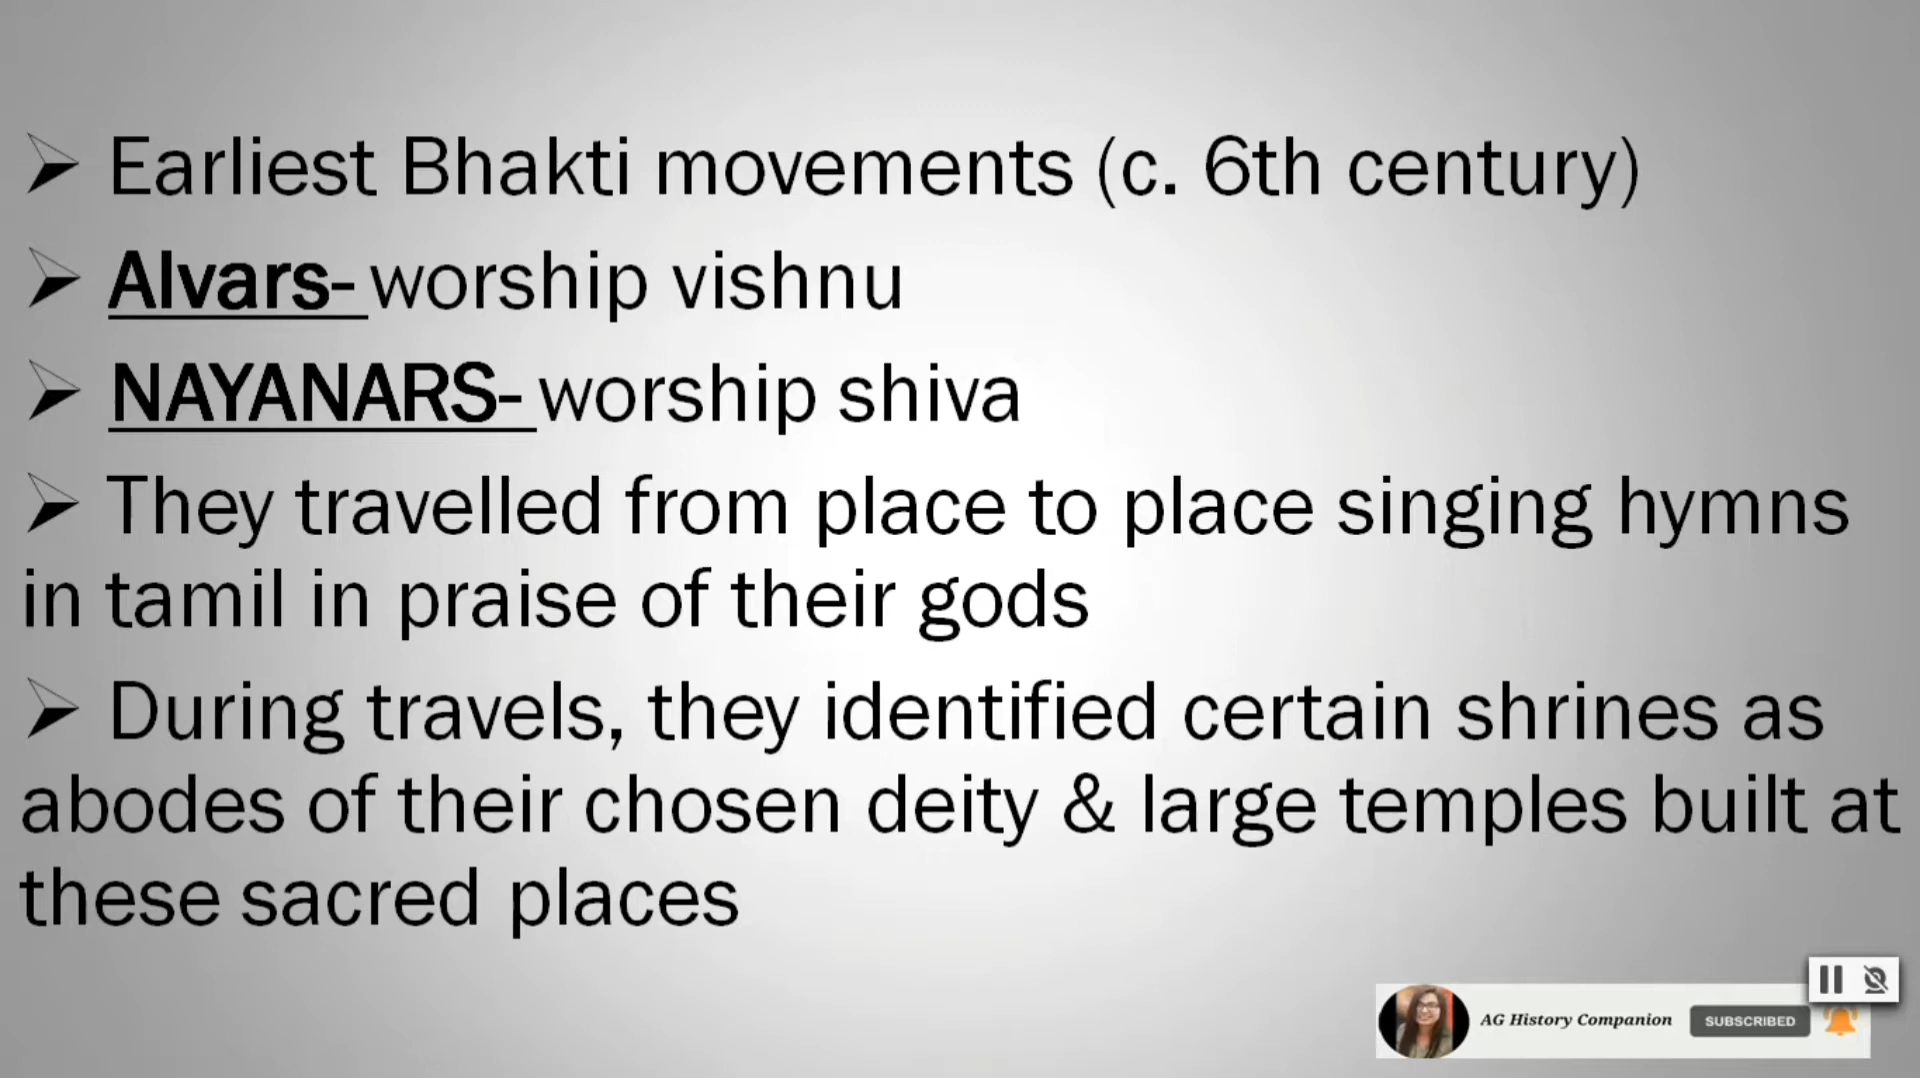 ➢ Earliest Bhakti movements (c. 6th century)
➢ Alvars- worship vishnu
➢ NAYANARS- worship shiva
➢ They travelled from place to place singing hymns
in tamil in praise of their gods
➢ During travels, they identified certain shrines as
abodes of their chosen deity & large temples built at
these sacred places
AG History Companion SUBSCRIBED